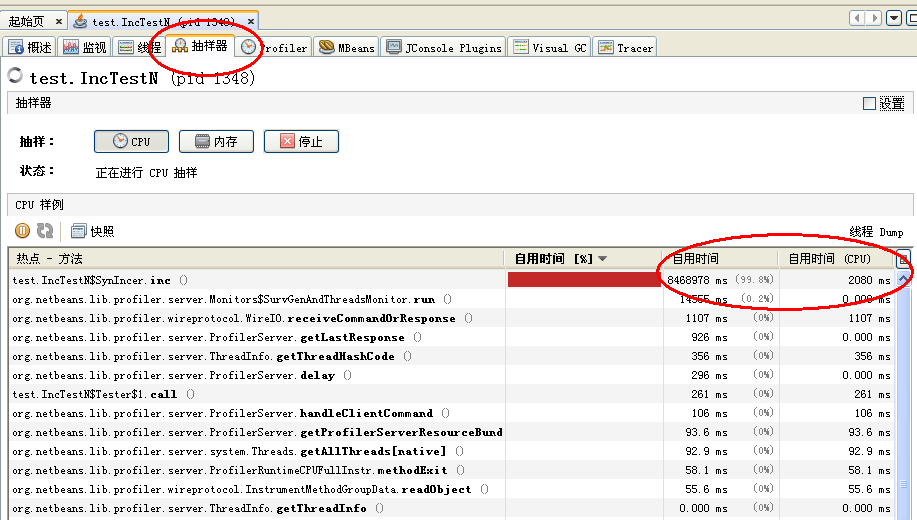 起始页 × test.IncTestN (pid 1348) ×
概述 监视 线程 抽样器 Profiler MBeans JConsole Plugins Visual GC Tracer
test.IncTestN (pid 1348)
抽样器 设置
抽样： CPU 内存 停止
状态： 正在进行 CPU 抽样
CPU 样例
快照 线程 Dump
热点 - 方法 自用时间 [%] 自用时间 自用时间 (CPU)
test.IncTestN$SynIncer.inc () 8468978 ms (99.8%) 2080 ms
org.netbeans.lib.profiler.server.Monitors$SurvGenAndThreadsMonitor.run () 14555 ms (0.2%) 0.000 ms
org.netbeans.lib.profiler.wireprotocol.WireIO.receiveCommandOrResponse () 1107 ms (0%) 1107 ms
org.netbeans.lib.profiler.server.ProfilerServer.getLastResponse () 926 ms (0%) 0.000 ms
org.netbeans.lib.profiler.server.ThreadInfo.getThreadHashCode () 356 ms (0%) 356 ms
org.netbeans.lib.profiler.server.ProfilerServer.delay () 296 ms (0%) 0.000 ms
test.IncTestN$Tester$1.call () 261 ms (0%) 261 ms
org.netbeans.lib.profiler.server.ProfilerServer.handleClientCommand () 106 ms (0%) 106 ms
org.netbeans.lib.profiler.server.ProfilerServer.getProfilerServerResourceBund 93.6 ms (0%) 93.6 ms
org.netbeans.lib.profiler.server.system.Threads.getAllThreads[native] () 92.9 ms (0%) 92.9 ms
org.netbeans.lib.profiler.server.ProfilerRuntimeCPUFullInstr.methodExit () 58.1 ms (0%) 58.1 ms
org.netbeans.lib.profiler.wireprotocol.InstrumentMethodGroupData.readObject () 55.6 ms (0%) 55.6 ms
org.netbeans.lib.profiler.server.ThreadInfo.getThreadInfo () 0.000 ms (0%) 0.000 ms